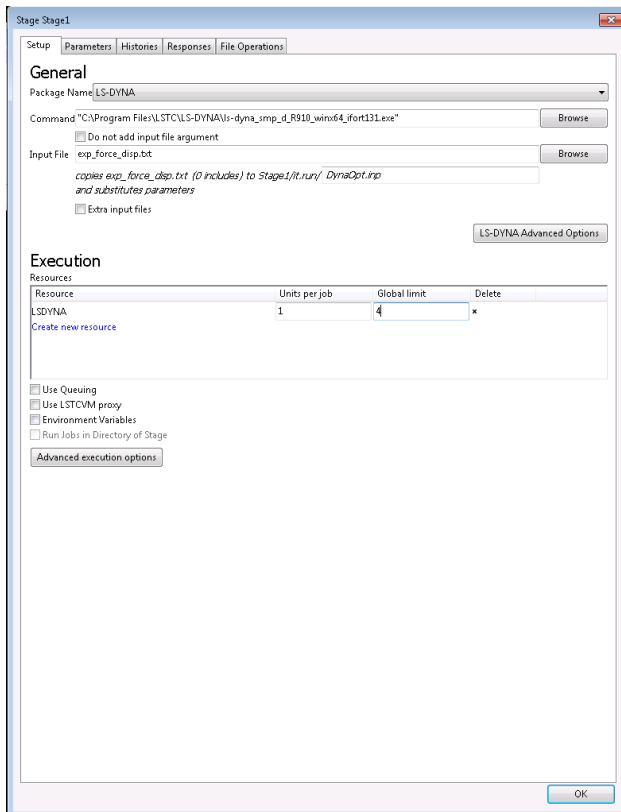 Stage Stage1
Setup Parameters Histories Responses File Operations
General
Package Name LS-DYNA
Command "C:\Program Files\LSTC\LS-DYNA\ls-dyna_smp_d_R910_winx64_ifort131.exe" Browse
Do not add input file argument
Input File exp_force_disp.txt Browse
copies exp_force_disp.txt (0 includes) to Stage1/it.run/ DynaOpt.inp
and substitutes parameters
Extra input files
LS-DYNA Advanced Options
Execution
Resources
Resource Units per job Global limit Delete
LSDYNA 1 4 ×
Create new resource
Use Queuing
Use LSTCVM proxy
Environment Variables
Run Jobs in Directory of Stage
Advanced execution options
OK